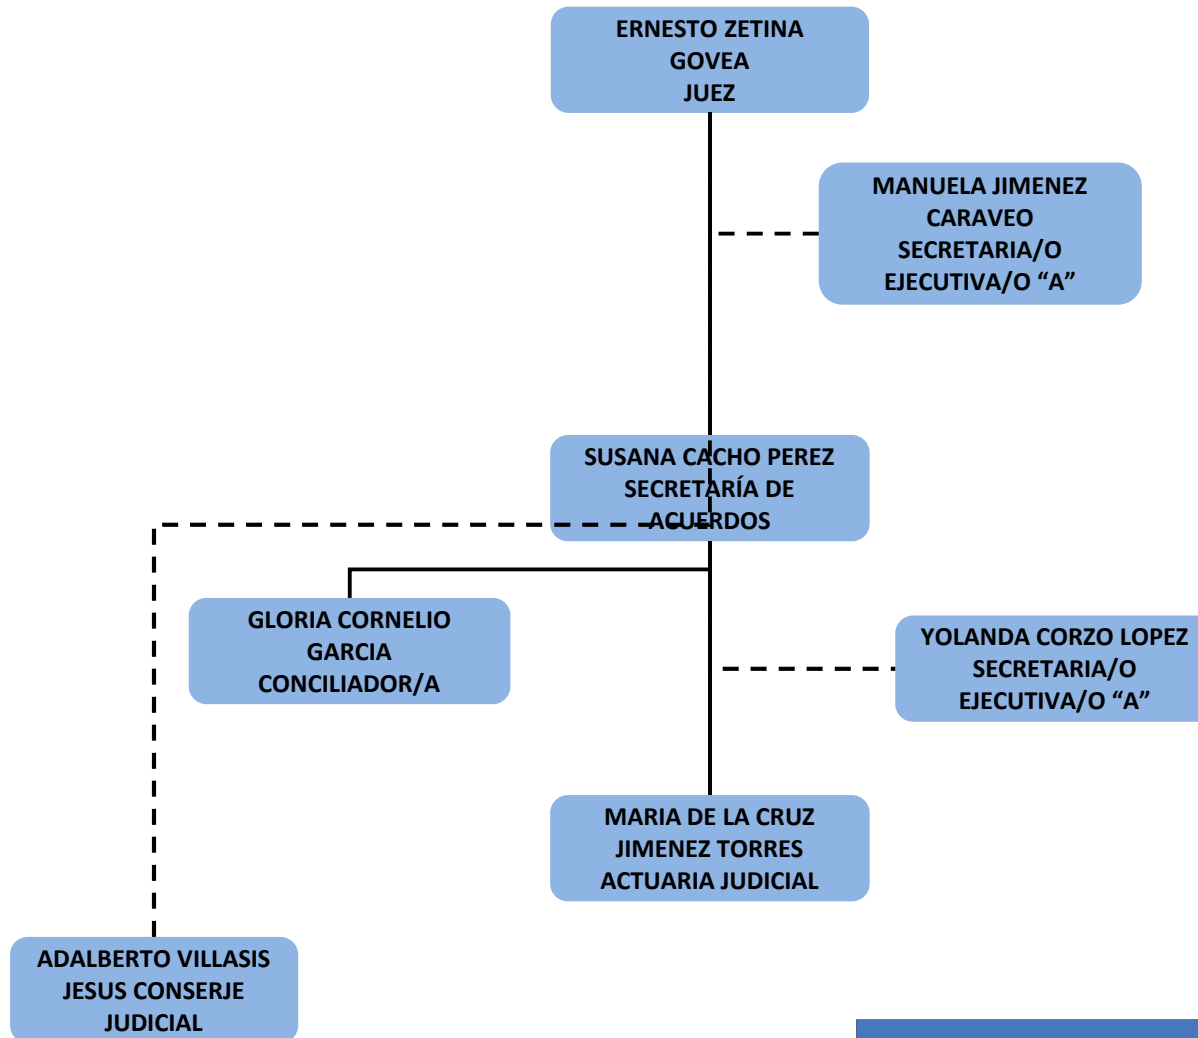 ERNESTO ZETINA
GOVEA
JUEZ
MANUELA JIMENEZ
CARAVEO
SECRETARIA/O
EJECUTIVA/O “A”
SUSANA CACHO PEREZ
SECRETARÍA DE
ACUERDOS
GLORIA CORNELIO
GARCIA
CONCILIADOR/A
YOLANDA CORZO LOPEZ
SECRETARIA/O
EJECUTIVA/O “A”
MARIA DE LA CRUZ
JIMENEZ TORRES
ACTUARIA JUDICIAL
ADALBERTO VILLASIS
JESUS CONSERJE
JUDICIAL